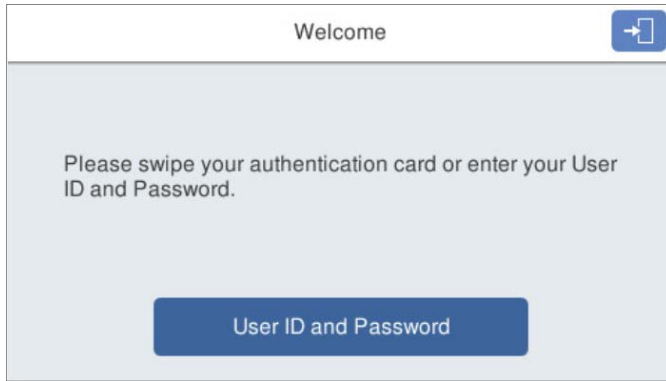 Welcome
Please swipe your authentication card or enter your User
ID and Password.
User ID and Password